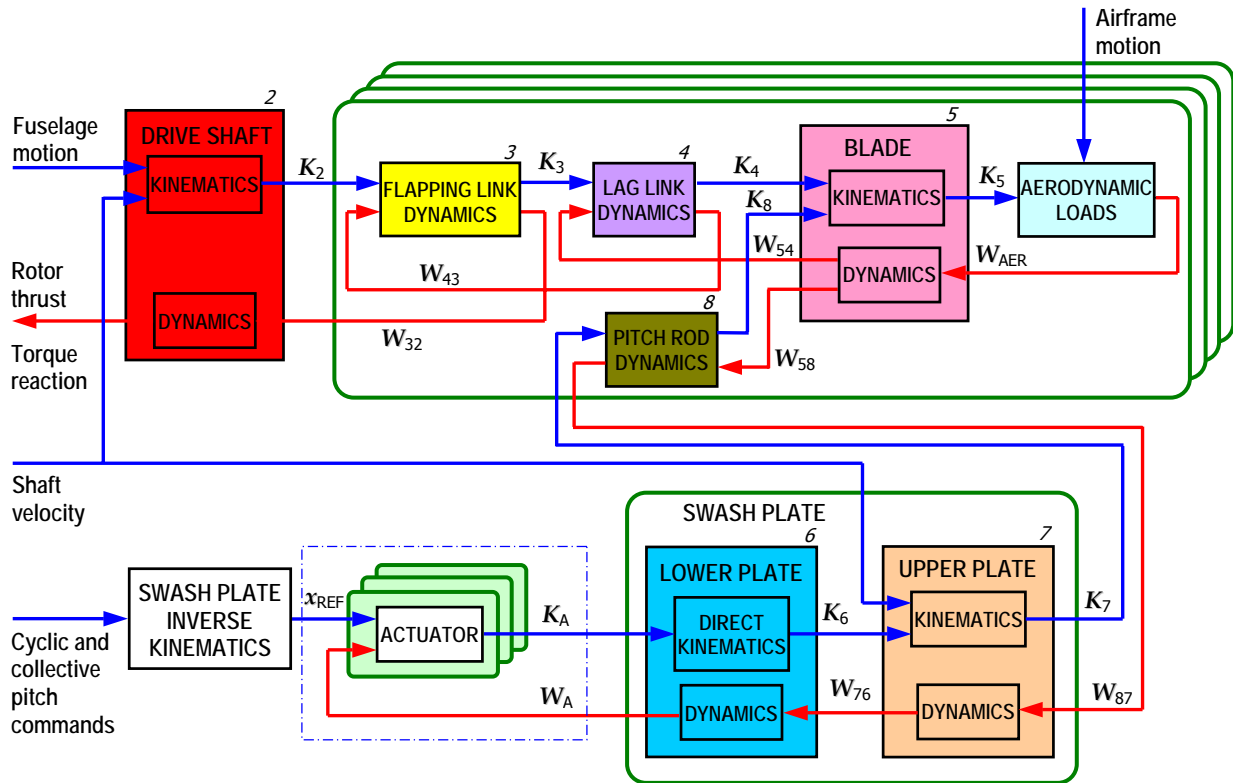 Airframe
motion
2
Fuselage
motion
DRIVE SHAFT
KINEMATICS
K2
3
FLAPPING LINK
DYNAMICS
K3
4
LAG LINK
DYNAMICS
K4
K8
5
BLADE
KINEMATICS
K5
AERODYNAMIC
LOADS
W54
WAER
DYNAMICS
W43
Rotor
thrust
DYNAMICS
W32
Torque
reaction
8
PITCH ROD
DYNAMICS
W58
Shaft
velocity
SWASH PLATE
6
7
LOWER PLATE
UPPER PLATE
SWASH PLATE
INVERSE
KINEMATICS
xREF
ACTUATOR
KA
DIRECT
KINEMATICS
K6
KINEMATICS
K7
Cyclic and
collective
pitch
commands
WA
DYNAMICS
W76
DYNAMICS
W87